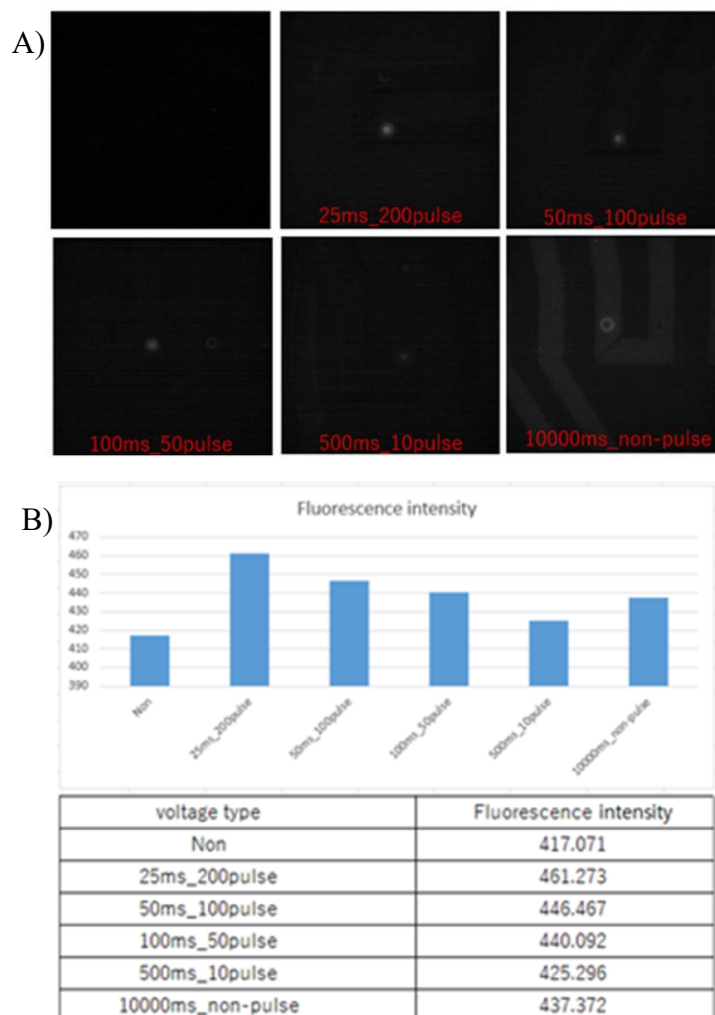 A)
25ms_200pulse
50ms_100pulse
100ms_50pulse
500ms_10pulse
10000ms_non-pulse
B)
Fluorescence intensity
470
460
450
440
430
420
410
400
390
Non
25ms_200pulse
50ms_100pulse
100ms_50pulse
500ms_10pulse
10000ms_non-pulse
voltage type Fluorescence intensity
Non 417.071
25ms_200pulse 461.273
50ms_100pulse 446.467
100ms_50pulse 440.092
500ms_10pulse 425.296
10000ms_non-pulse 437.372